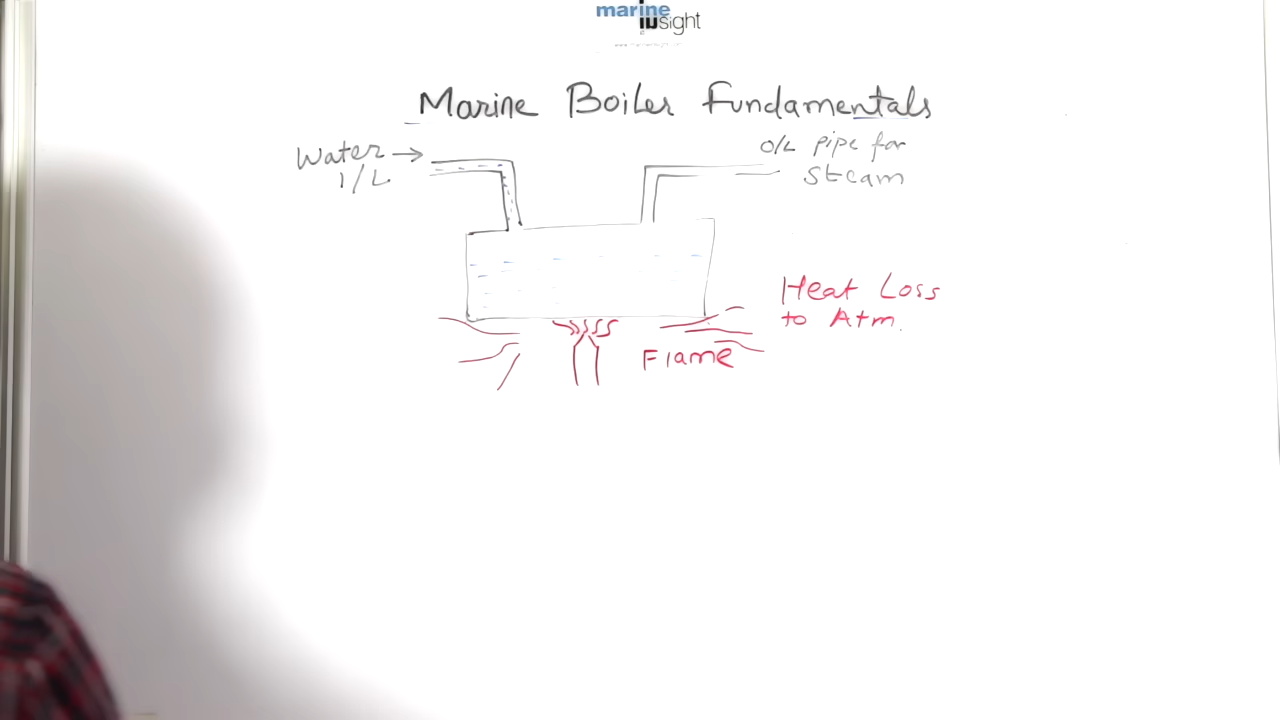 marine
insight
Marine Boiler Fundamentals
Water →
I/L
O/L pipe for
Steam
Heat Loss
to Atm.
Flame